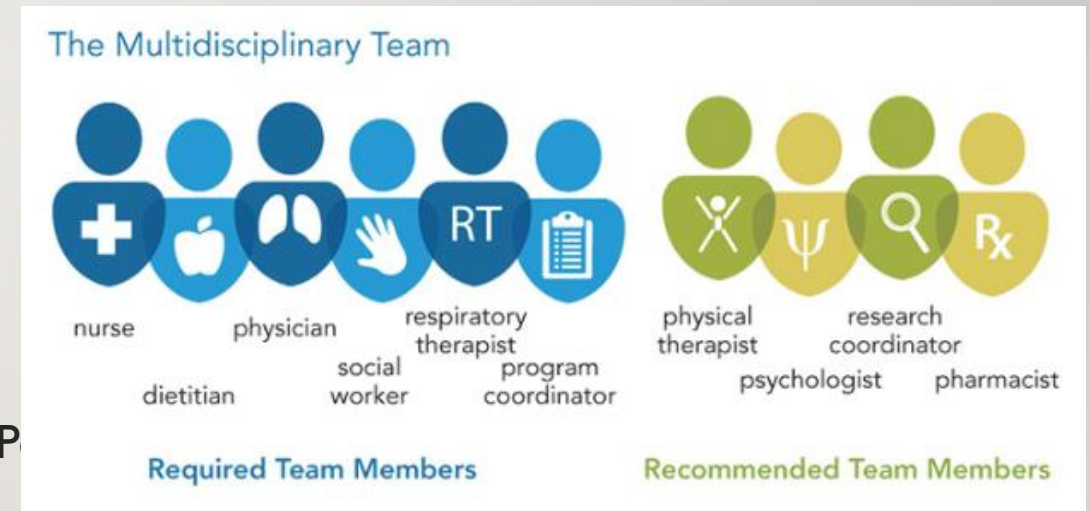 The Multidisciplinary Team
RT
Rx
nurse
dietitian
physician
social
worker
respiratory
therapist
program
coordinator
physical
therapist
psychologist
research
coordinator
pharmacist
Required Team Members
Recommended Team Members